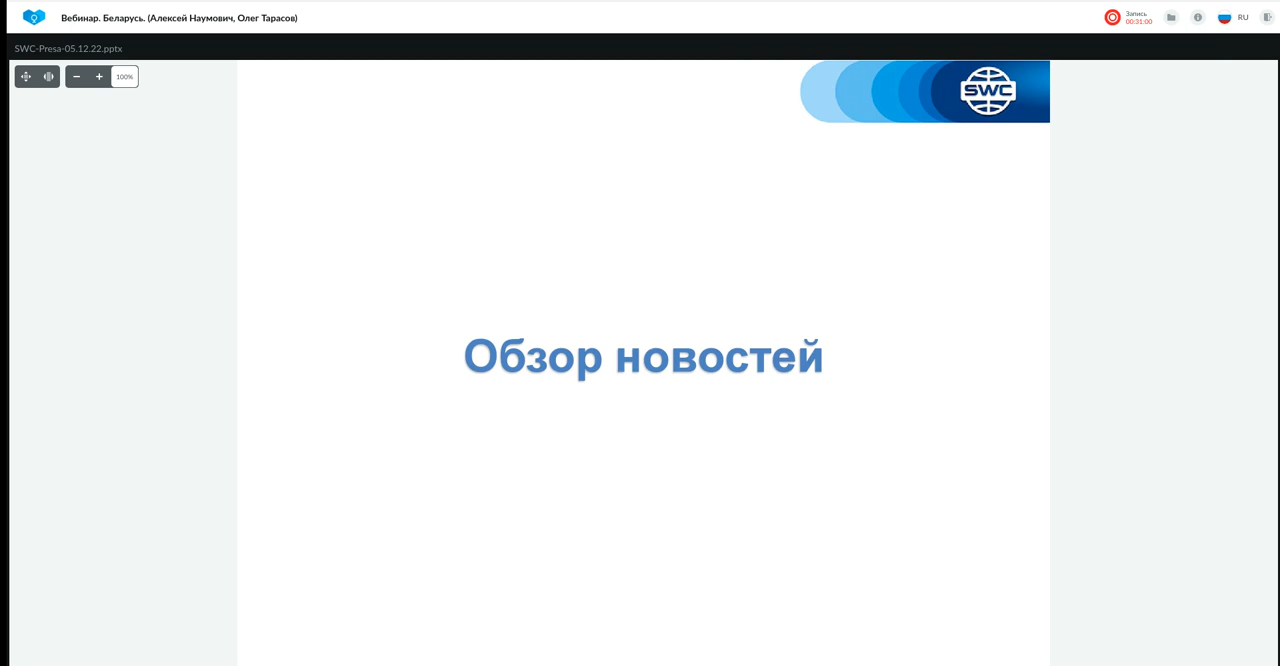 Вебинар. Беларусь. (Алексей Наумович, Олег Тарасов)
Запись
00:31:00
RU
SWC-Presa-05.12.22.pptx
100%
SWC
Обзор новостей